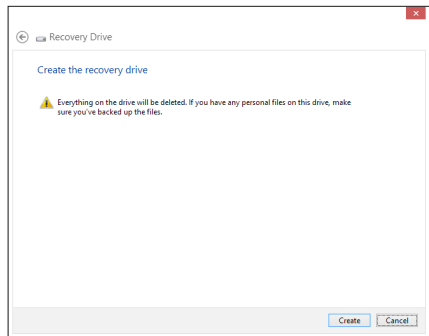 Recovery Drive
Create the recovery drive
Everything on the drive will be deleted. If you have any personal files on this drive, make
sure you've backed up the files.
Create Cancel